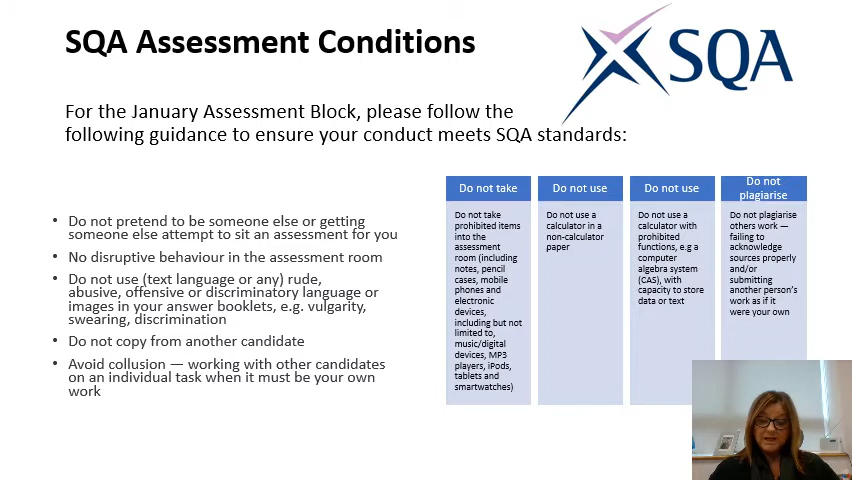 SQA Assessment Conditions
SQA
For the January Assessment Block, please follow the
following guidance to ensure your conduct meets SQA standards:
• Do not pretend to be someone else or getting
someone else attempt to sit an assessment for you
• No disruptive behaviour in the assessment room
• Do not use (text language or any) rude,
abusive, offensive or discriminatory language or
images in your answer booklets, e.g. vulgarity,
swearing, discrimination
• Do not copy from another candidate
• Avoid collusion — working with other candidates
on an individual task when it must be your own
work
Do not take
Do not take
prohibited items
into the
assessment
room (including
notes, pencil
cases, mobile
phones and
electronic
devices,
including but not
limited to,
music/digital
devices, MP3
players, iPods,
tablets and
smartwatches)
Do not use
Do not use a
calculator in a
non-calculator
paper
Do not use
Do not use a
calculator with
prohibited
functions, e.g a
computer
algebra system
(CAS), with
capacity to store
data or text
Do not
plagiarise
Do not plagiarise
others work —
failing to
acknowledge
sources properly
and/or
submitting
another person's
work as if it
were your own